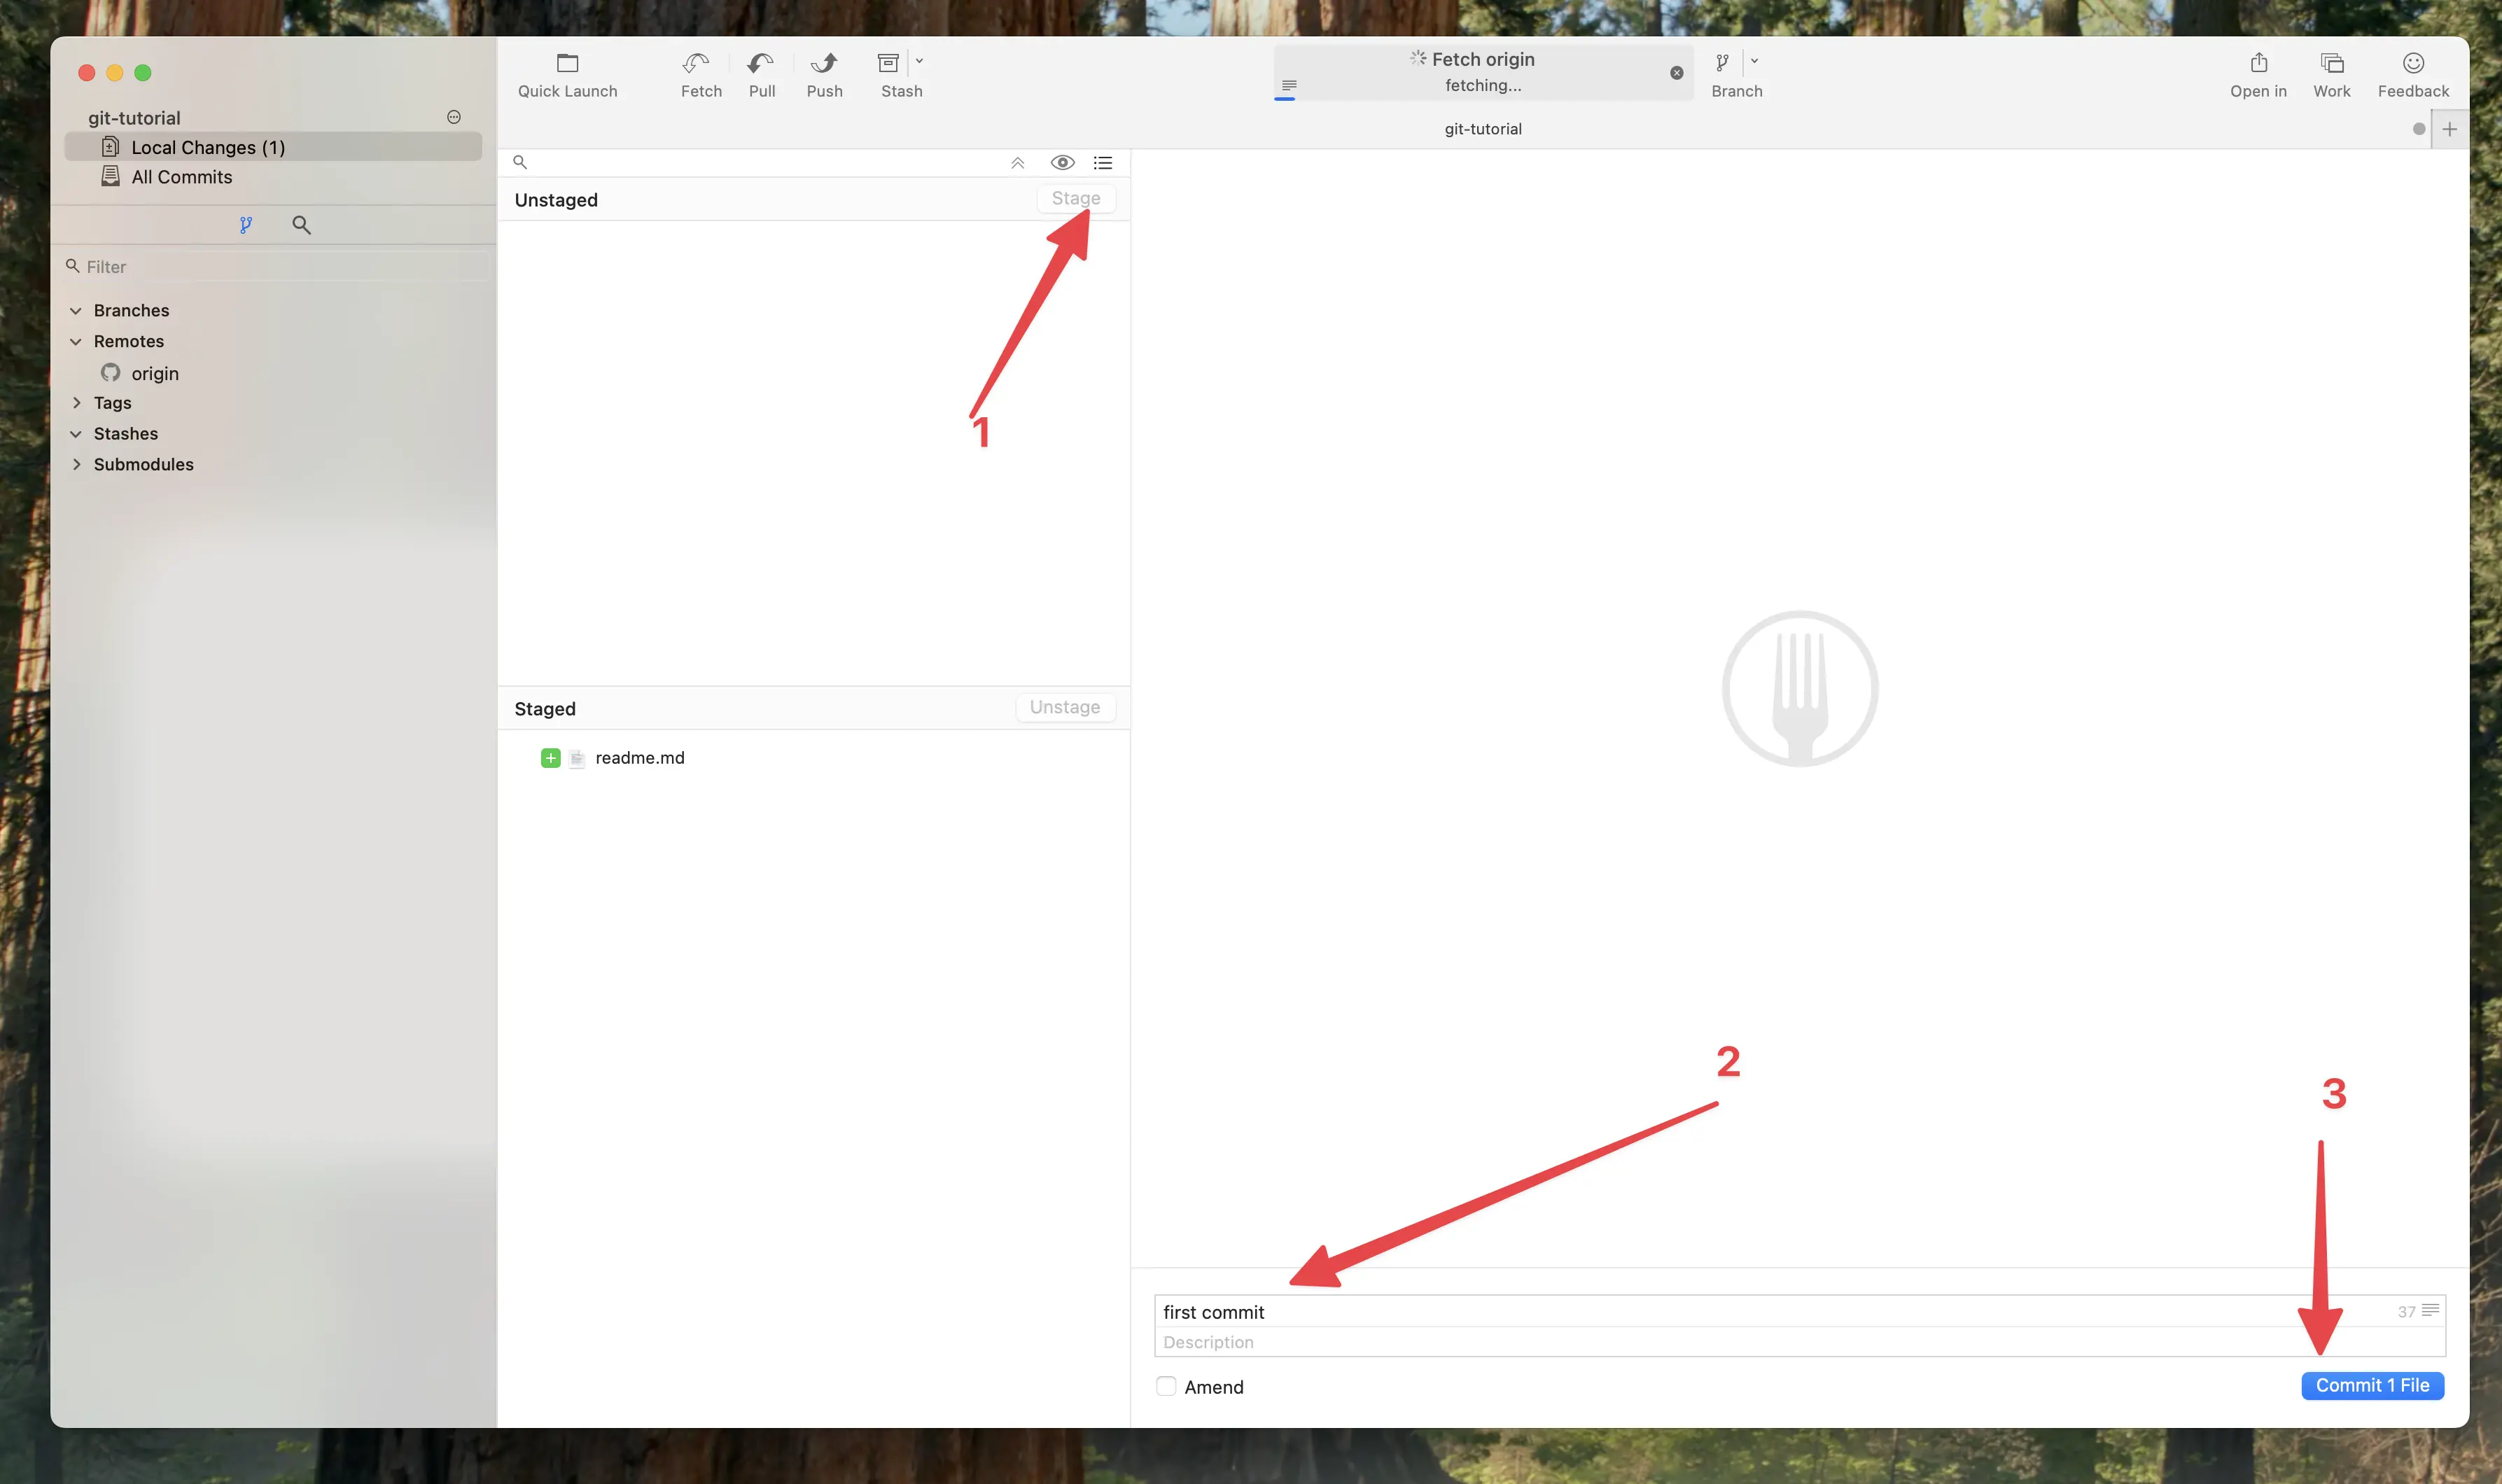 Quick Launch
Fetch
Pull
Push
Stash
Fetch origin
fetching...
Branch
Open in
Work
Feedback
git-tutorial
git-tutorial
Local Changes (1)
All Commits
Filter
Branches
Remotes
origin
Tags
Stashes
Submodules
Unstaged
Stage
1
Staged
Unstage
readme.md
2
3
first commit
37
Description
Amend
Commit 1 File